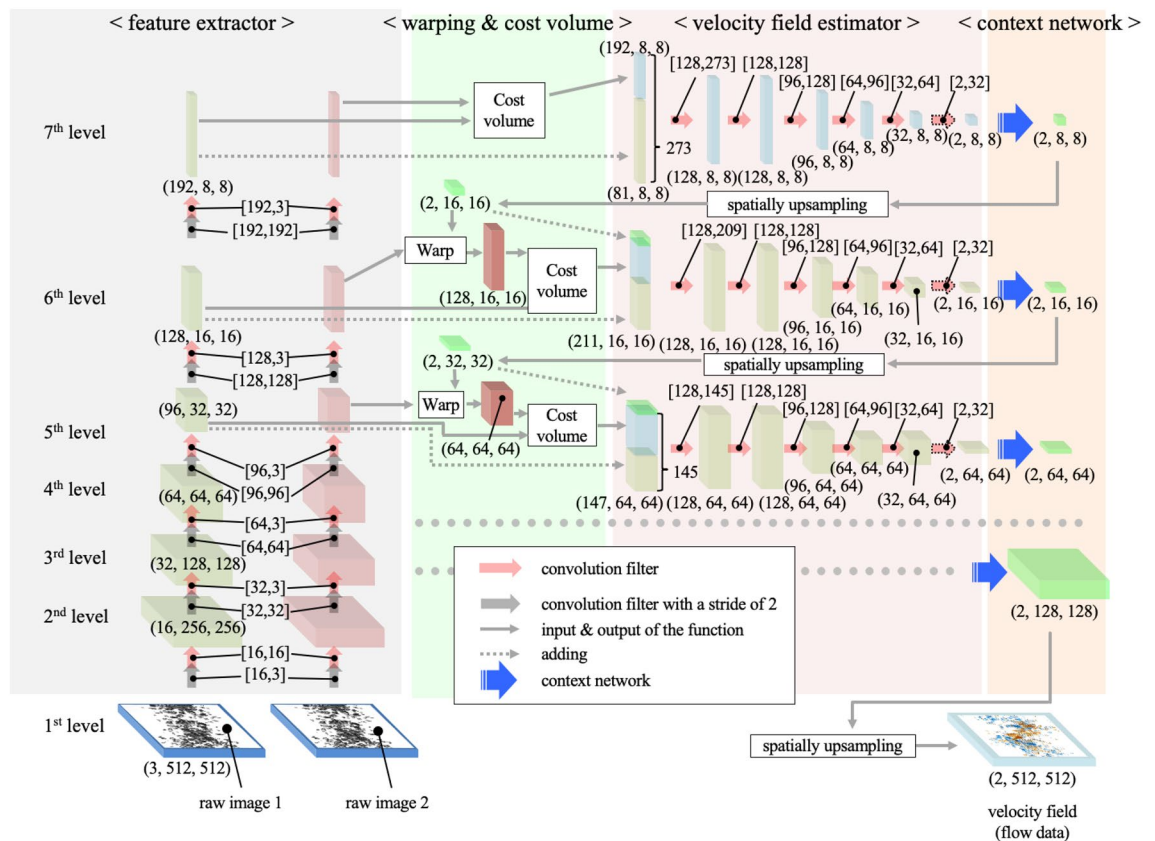 < feature extractor >
< warping & cost volume >
< velocity field estimator >
< context network >
7th level
(192, 8, 8)
Cost
volume
(192, 8, 8)
273
(81, 8, 8)
[128,273]
[128,128]
[96,128]
[64,96]
[32,64]
[2,32]
(128, 8, 8)
(128, 8, 8)
(96, 8, 8)
(64, 8, 8)
(32, 8, 8)
(2, 8, 8)
(2, 8, 8)
[192,3]
[192,192]
(2, 16, 16)
spatially upsampling
6th level
(128, 16, 16)
Warp
(128, 16, 16)
Cost
volume
(211, 16, 16)
[128,209]
[128,128]
[96,128]
[64,96]
[32,64]
[2,32]
(128, 16, 16)
(128, 16, 16)
(96, 16, 16)
(64, 16, 16)
(32, 16, 16)
(2, 16, 16)
(2, 16, 16)
[128,3]
[128,128]
(2, 32, 32)
spatially upsampling
5th level
(96, 32, 32)
Warp
(64, 64, 64)
Cost
volume
145
(147, 64, 64)
[128,145]
[128,128]
[96,128]
[64,96]
[32,64]
[2,32]
(128, 64, 64)
(128, 64, 64)
(96, 64, 64)
(64, 64, 64)
(32, 64, 64)
(2, 64, 64)
(2, 64, 64)
[96,3]
[96,96]
4th level
(64, 64, 64)
[64,3]
[64,64]
3rd level
(32, 128, 128)
[32,3]
[32,32]
2nd level
(16, 256, 256)
[16,16]
[16,3]
convolution filter
convolution filter with a stride of 2
input & output of the function
adding
context network
(2, 128, 128)
1st level
(3, 512, 512)
raw image 1
raw image 2
spatially upsampling
(2, 512, 512)
velocity field
(flow data)